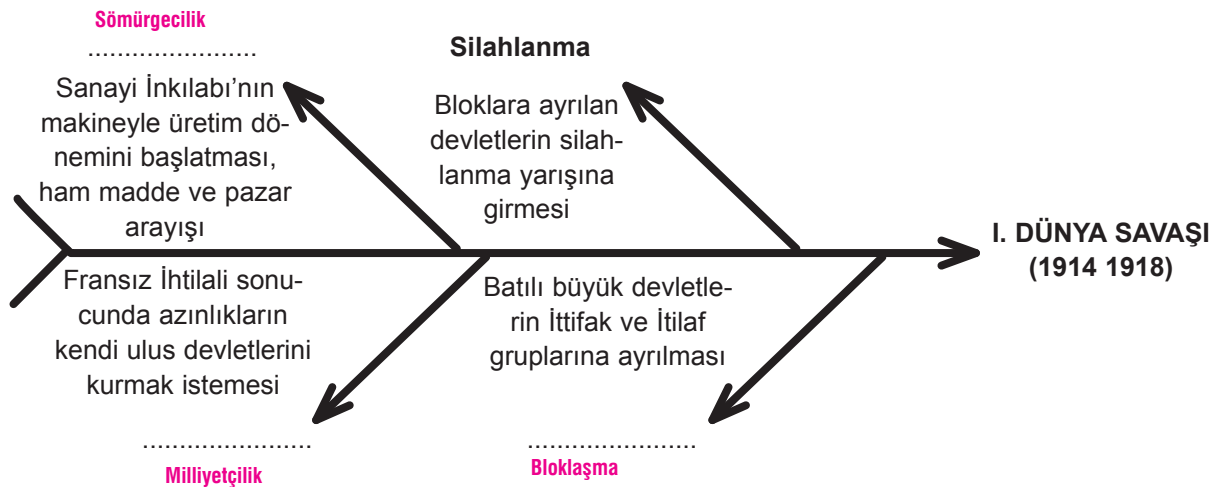 Sömürgecilik
.......................
Sanayi İnkılabı'nın
makineyle üretim dö-
nemini başlatması,
ham madde ve pazar
arayışı
Silahlanma
Bloklara ayrılan
devletlerin silah-
lanma yarışına
girmesi
I. DÜNYA SAVAŞI
(1914 1918)
Fransız İhtilali sonu-
cunda azınlıkların
kendi ulus devletlerini
kurmak istemesi
.......................
Milliyetçilik
Batılı büyük devletle-
rin İttifak ve İtilaf
gruplarına ayrılması
.......................
Bloklaşma